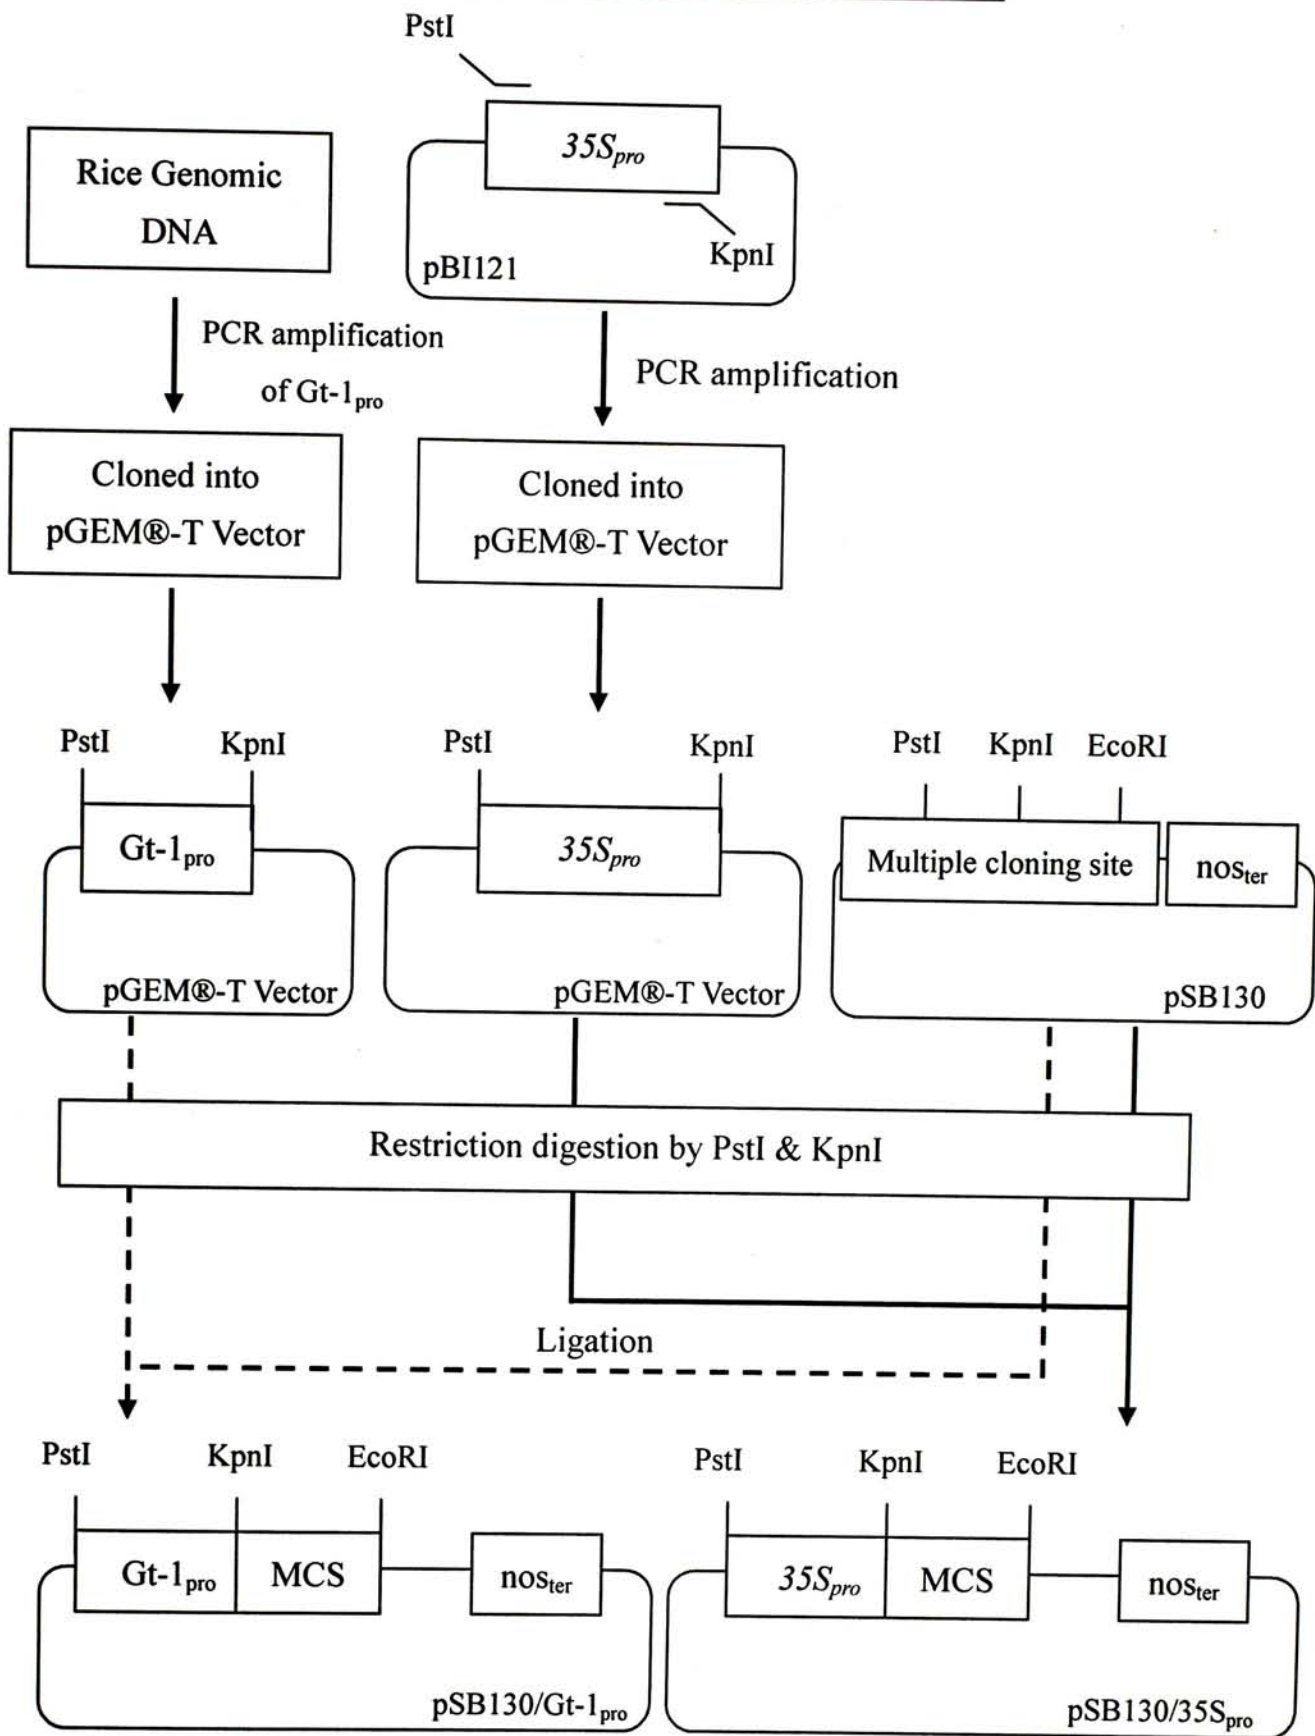 PstI
35Spro
Rice Genomic
DNA
KpnI
pBI121
PCR amplification
of Gt-1pro
PCR amplification
Cloned into
pGEM®-T Vector
Cloned into
pGEM®-T Vector
PstI KpnI
PstI KpnI
PstI KpnI EcoRI
Gt-1pro
35Spro
Multiple cloning site
noster
pGEM®-T Vector
pGEM®-T Vector
pSB130
Restriction digestion by PstI & KpnI
Ligation
PstI KpnI EcoRI
PstI KpnI EcoRI
Gt-1pro MCS noster
35Spro MCS noster
pSB130/Gt-1pro
pSB130/35Spro